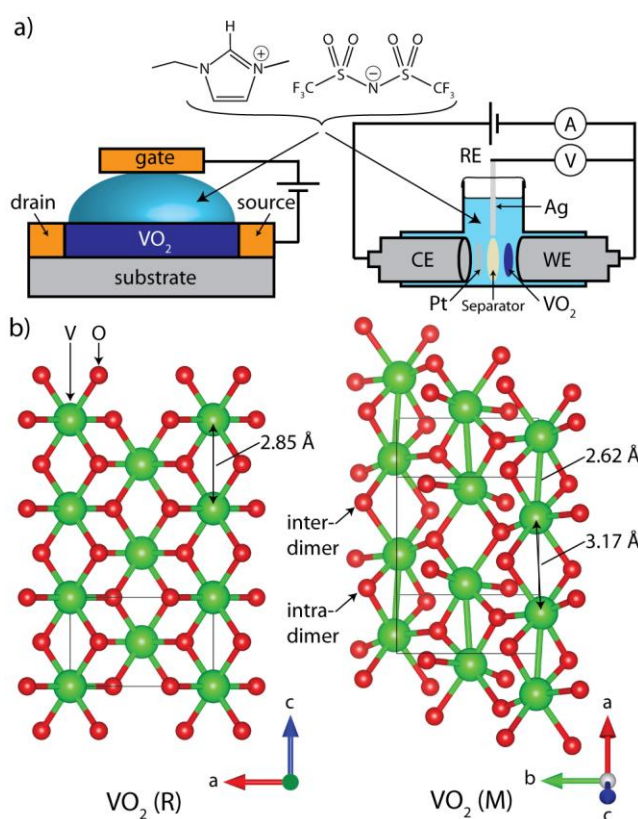 a)
H
N
⊕
N
O O O O
S S
⊖
F3C N CF3
gate
drain
source
VO2
substrate
A
RE
V
Ag
CE
WE
Pt
Separator
VO2
b)
V O
2.85 Å
2.62 Å
inter-
dimer
3.17 Å
intra-
dimer
c
a
a
b
c
VO2 (R)
VO2 (M)